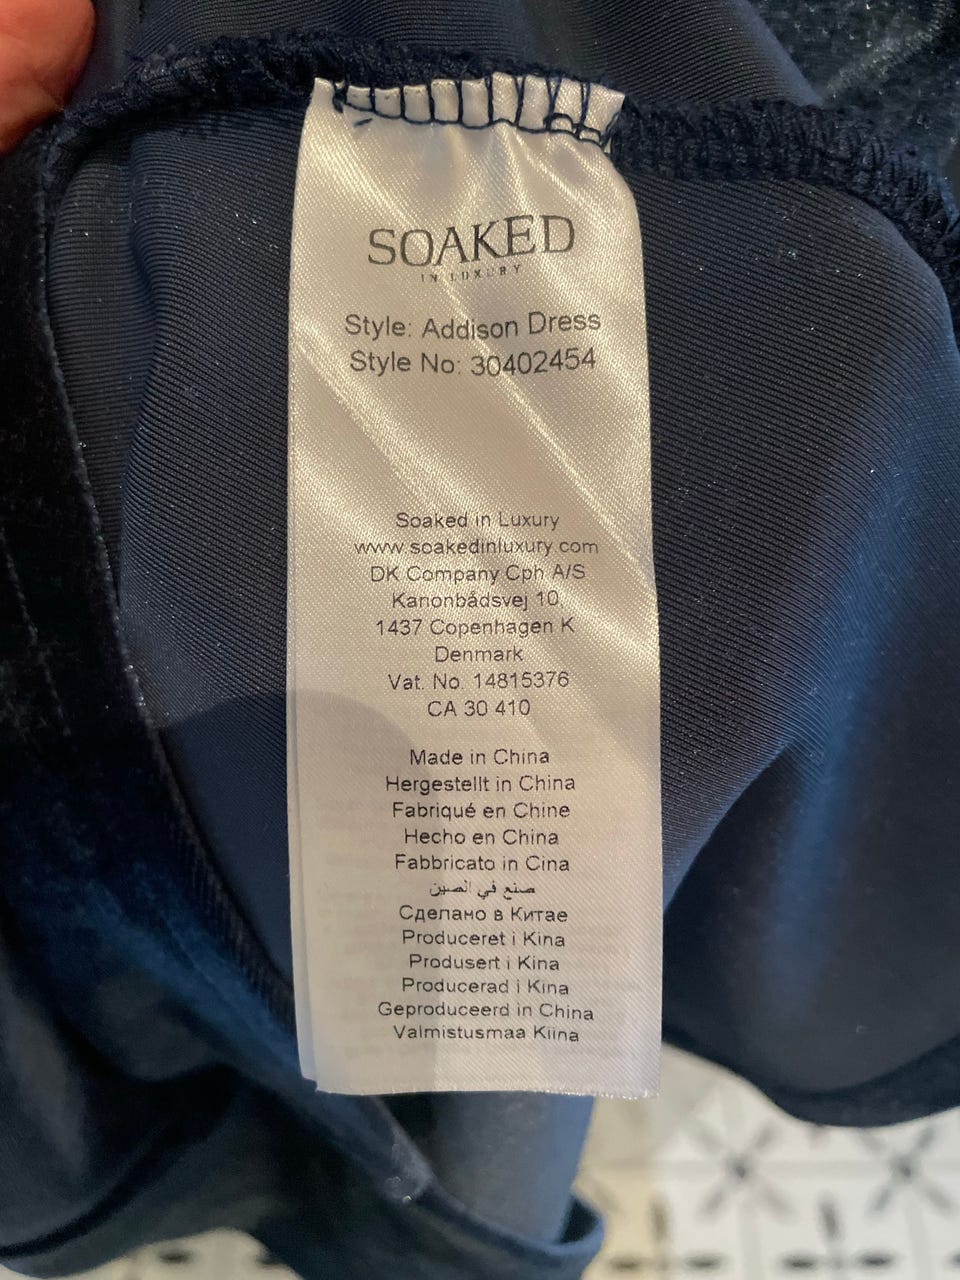 SOAKED
IN LUXURY
Style: Addison Dress
Style No: 30402454
Soaked in Luxury
www.soakedinluxury.com
DK Company Cph A/S
Kanonbådsvej 10,
1437 Copenhagen K
Denmark
Vat. No. 14815376
CA 30 410
Made in China
Hergestellt in China
Fabriqué en Chine
Hecho en China
Fabbricato in Cina
صنع في الصين
Сделано в Китае
Produceret i Kina
Produsert i Kina
Producerad i Kina
Geproduceerd in China
Valmistusmaa Kiina